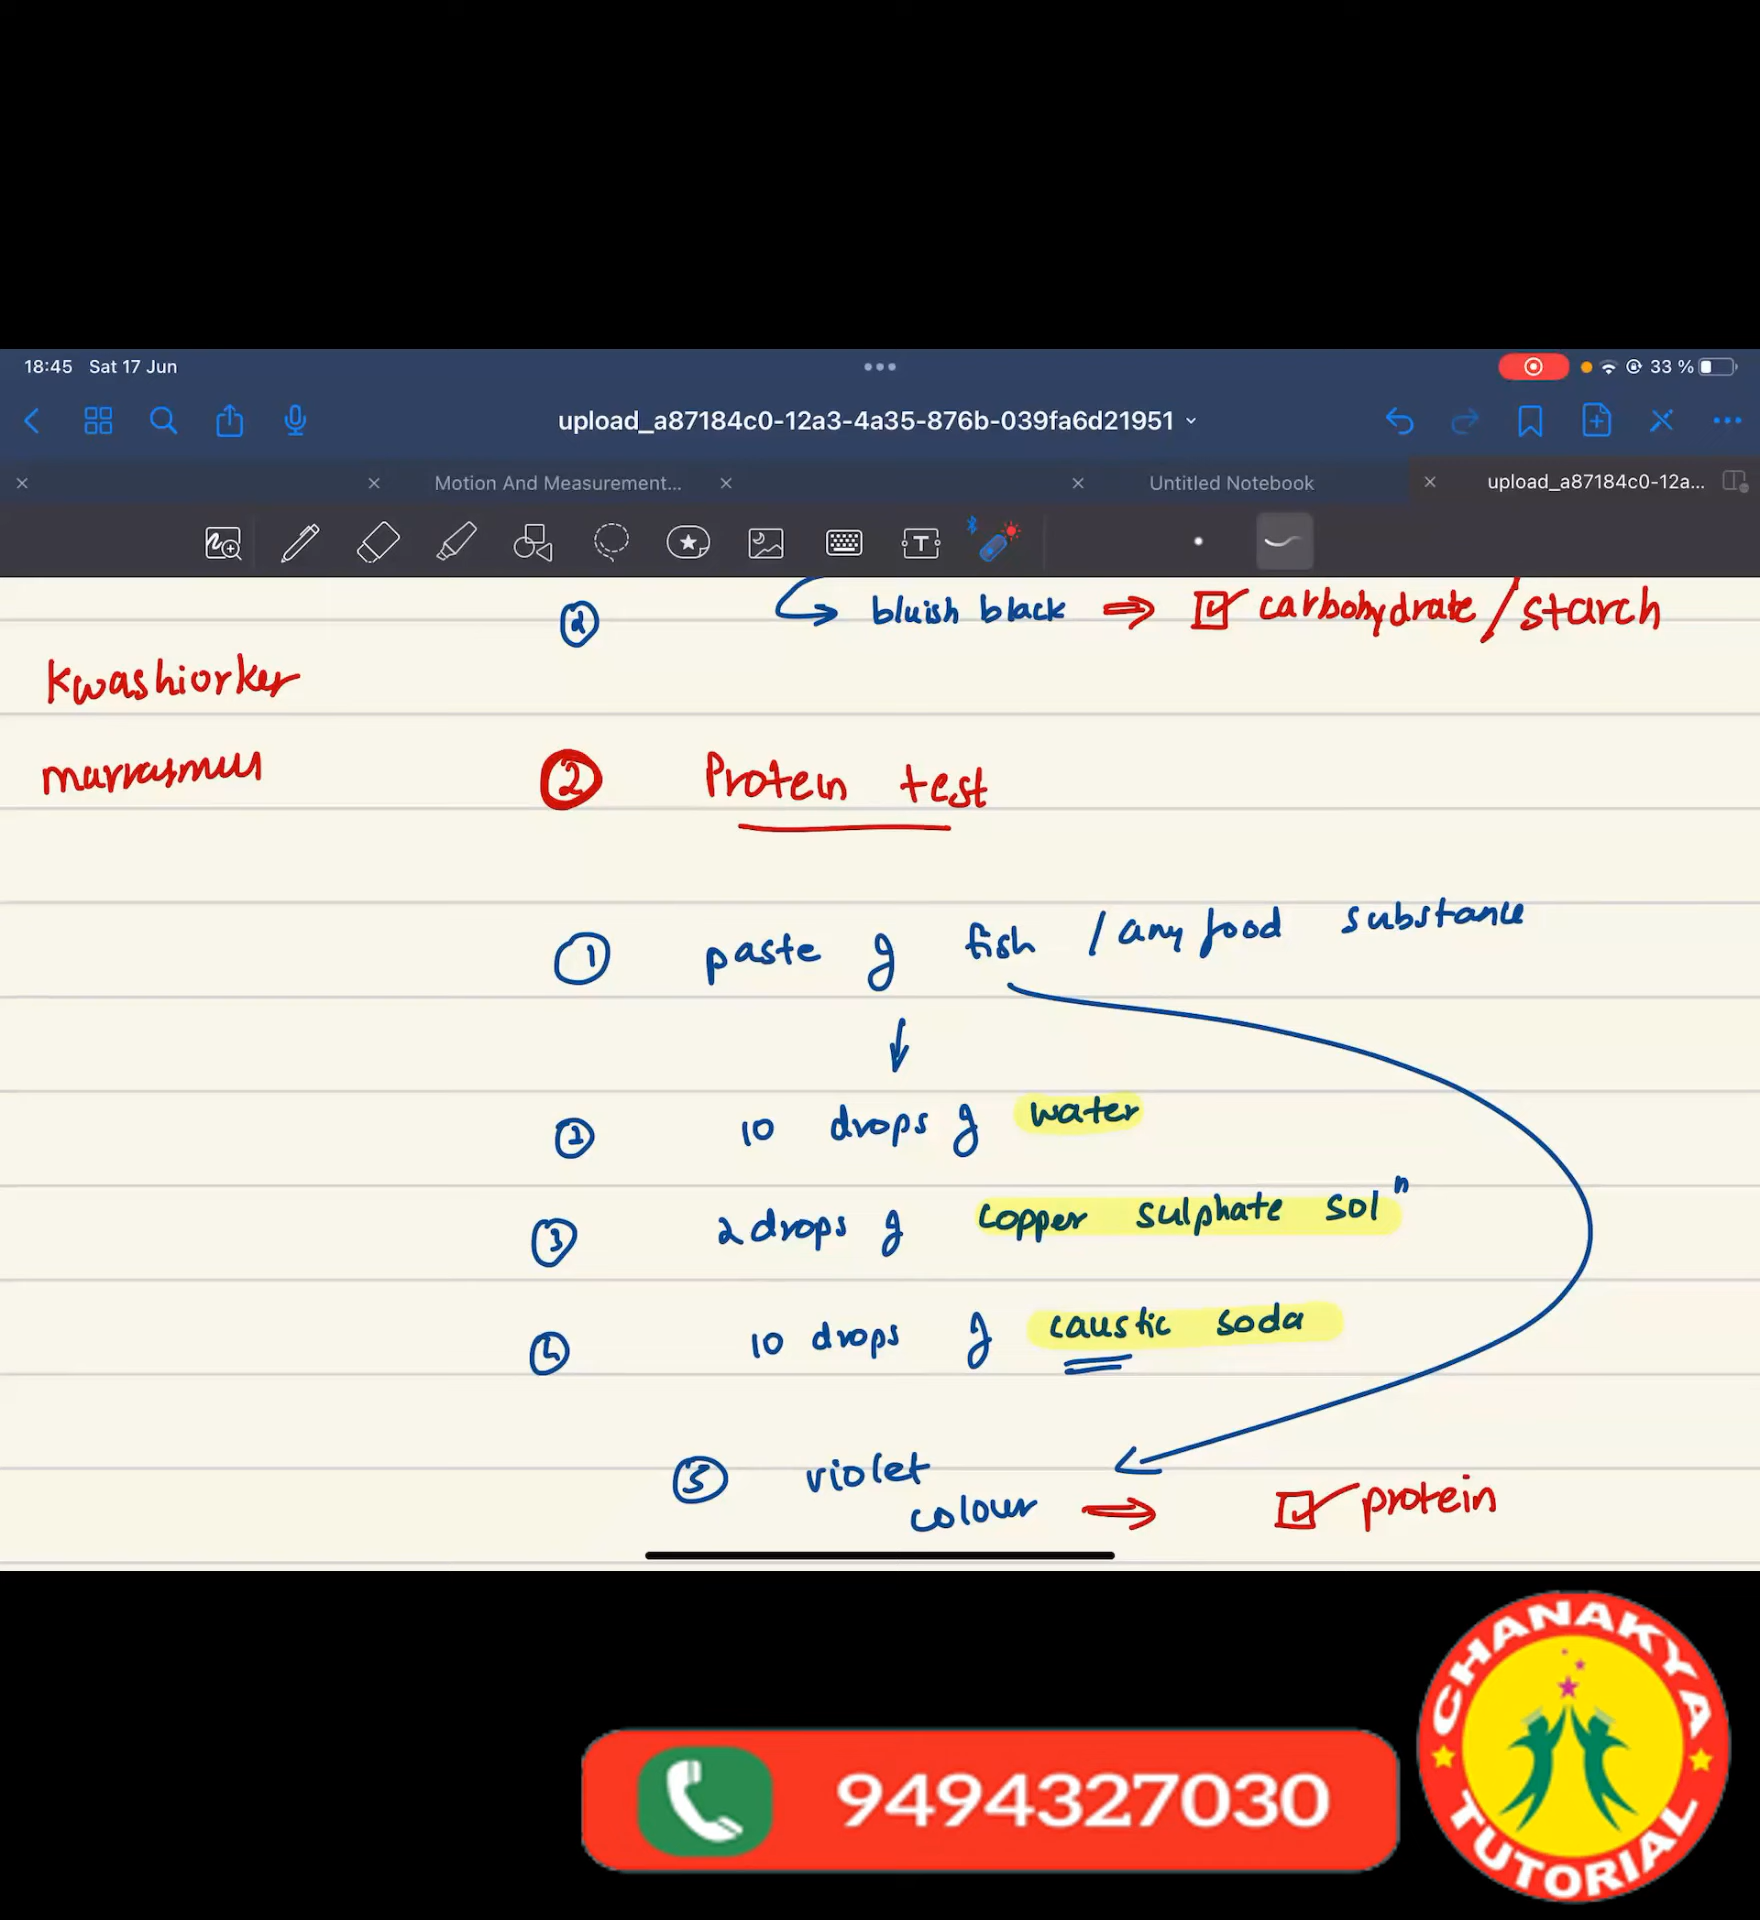 18:45 Sat 17 Jun
33 %
upload_a87184c0-12a3-4a35-876b-039fa6d21951
Motion And Measurement...
Untitled Notebook
upload_a87184c0-12a...
② bluish black ⇒ ☑ carbohydrate / starch
Kwashiorker
② Protein test
① paste of fish / any food substance
↓
② 10 drops of water
③ 2 drops of copper sulphate solⁿ
④ 10 drops of caustic soda
⑤ violet
colour ⇒ ☑ protein
9494327030
CHANAKYA
TUTORIAL